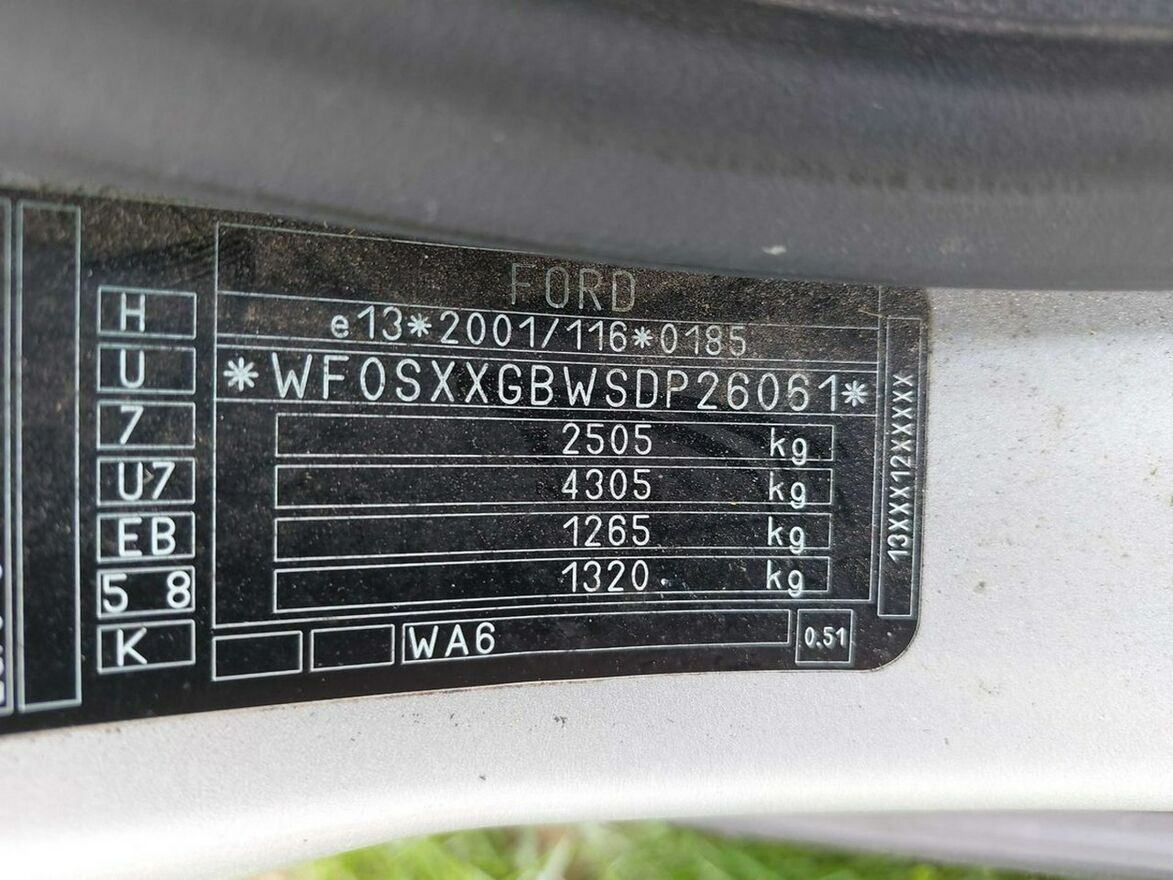 FORD
e13*2001/116*0185
*WF0SXXGBWSDP26061*
2505 kg
4305 kg
1265 kg
1320 kg
WA6
0.51
H
U
7
U7
EB
5 8
K
13XXXX12XXXXXX